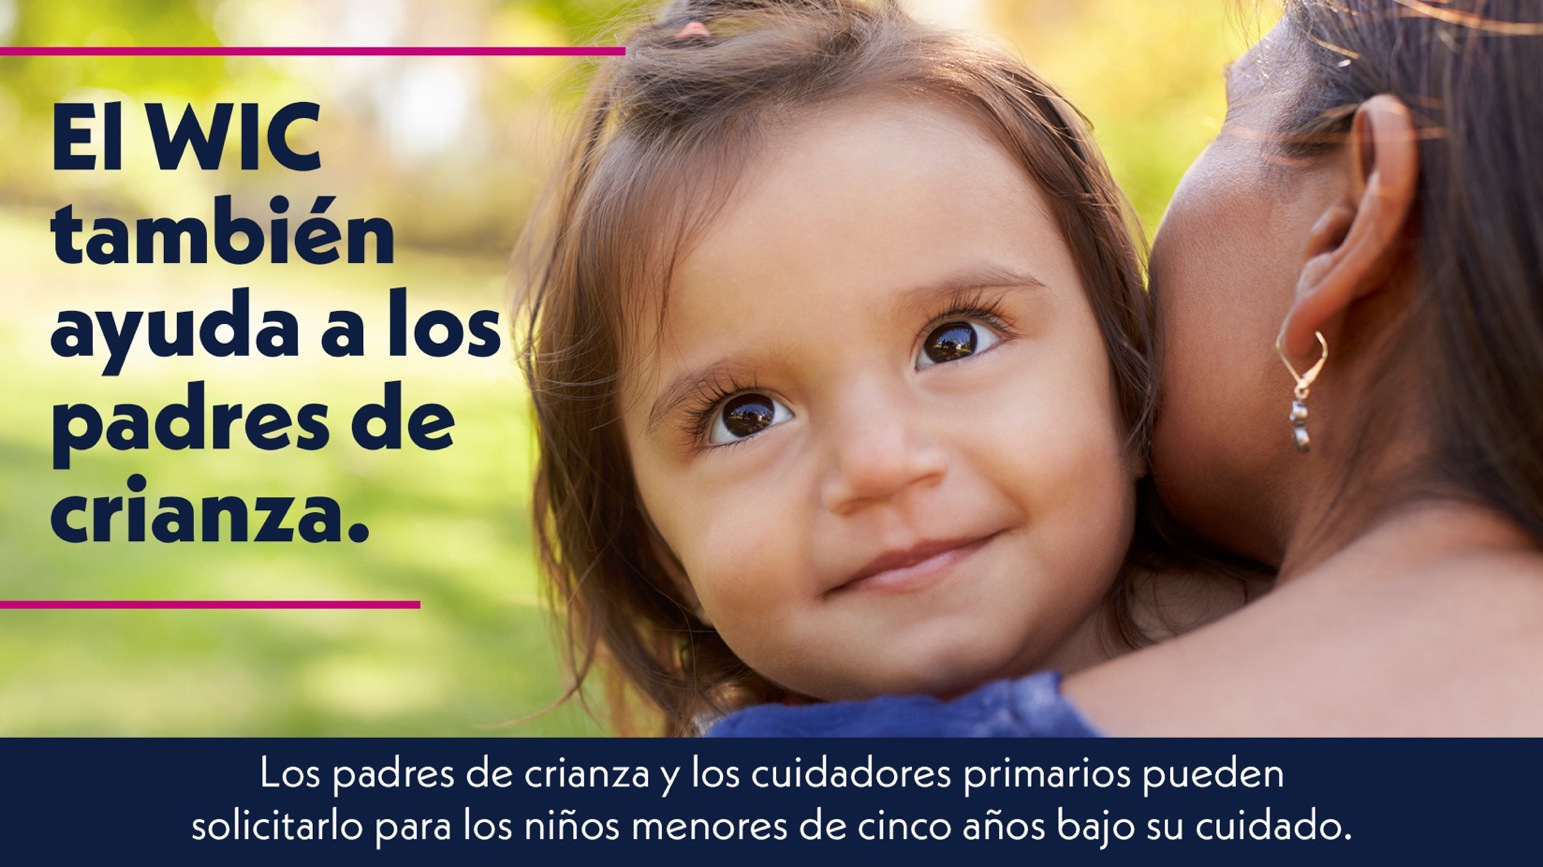 El WIC
también
ayuda a los
padres de
crianza.
Los padres de crianza y los cuidadores primarios pueden
solicitarlo para los niños menores de cinco años bajo su cuidado.